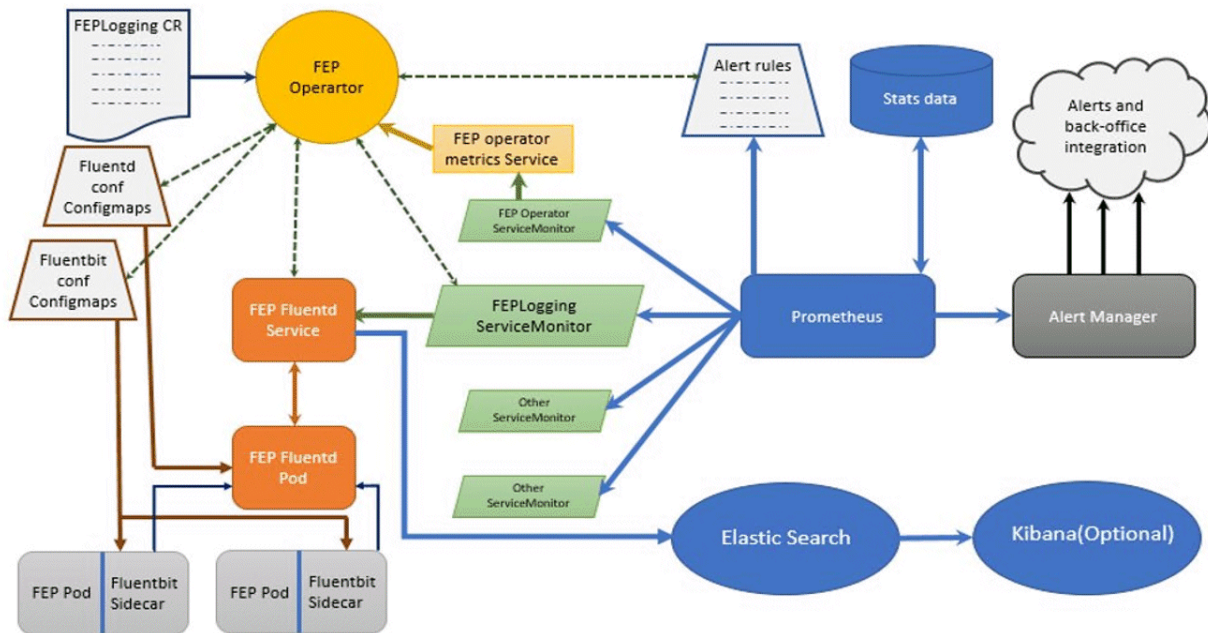 FEPLogging CR
FEP
Operartor
Alert rules
Stats data
Alerts and
back-office
integration
FEP operator
metrics Service
Fluentd
conf
Configmaps
FEP Operator
ServiceMonitor
Fluentbit
conf
Configmaps
FEP Fluentd
Service
FEPLogging
ServiceMonitor
Prometheus
Alert Manager
Other
ServiceMonitor
FEP Fluentd
Pod
Other
ServiceMonitor
Elastic Search
Kibana(Optional)
FEP Pod
Fluentbit
Sidecar
FEP Pod
Fluentbit
Sidecar